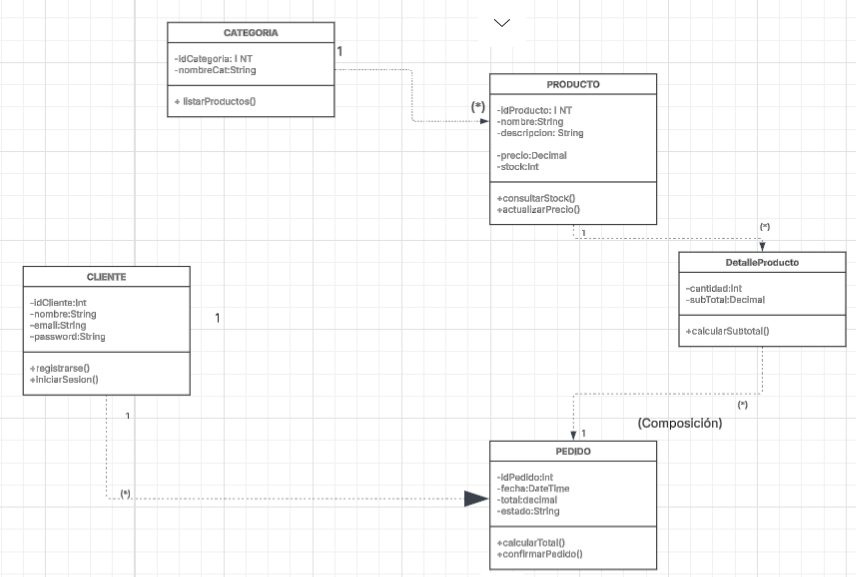 CATEGORIA
-idCategoria: I NT
-nombreCat:String
+ listarProductos()
1
(*)
PRODUCTO
-idProducto: I NT
-nombre:String
-descripcion: String
-precio:Decimal
-stock:Int
+consultarStock()
+actualizarPrecio()
1
(*)
DetalleProducto
-cantidad:Int
-subTotal:Decimal
+calcularSubtotal()
CLIENTE
-idCliente:Int
-nombre:String
-email:String
-password:String
+registrarse()
+iniciarSesion()
1
1
(*)
(*)
(Composición)
1
PEDIDO
-idPedido:Int
-fecha:DateTime
-total:decimal
-estado:String
+calcularTotal()
+confirmarPedido()